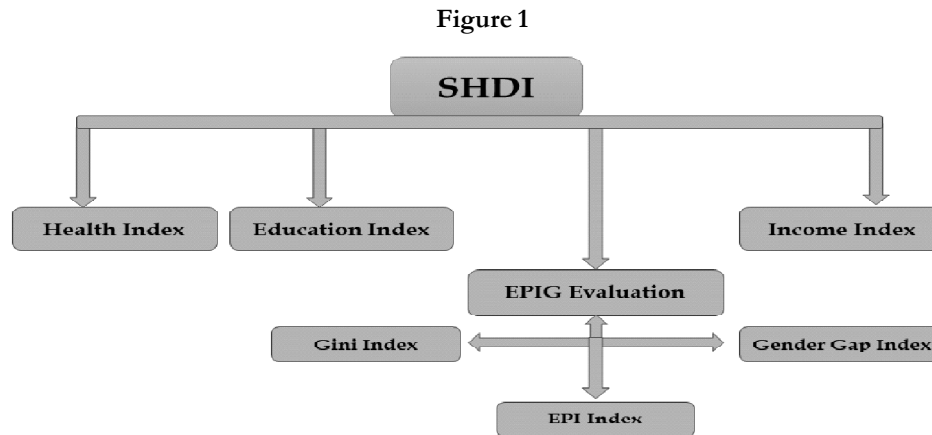 Figure 1
SHDI
Health Index
Education Index
Income Index
EPIG Evaluation
Gini Index
Gender Gap Index
EPI Index